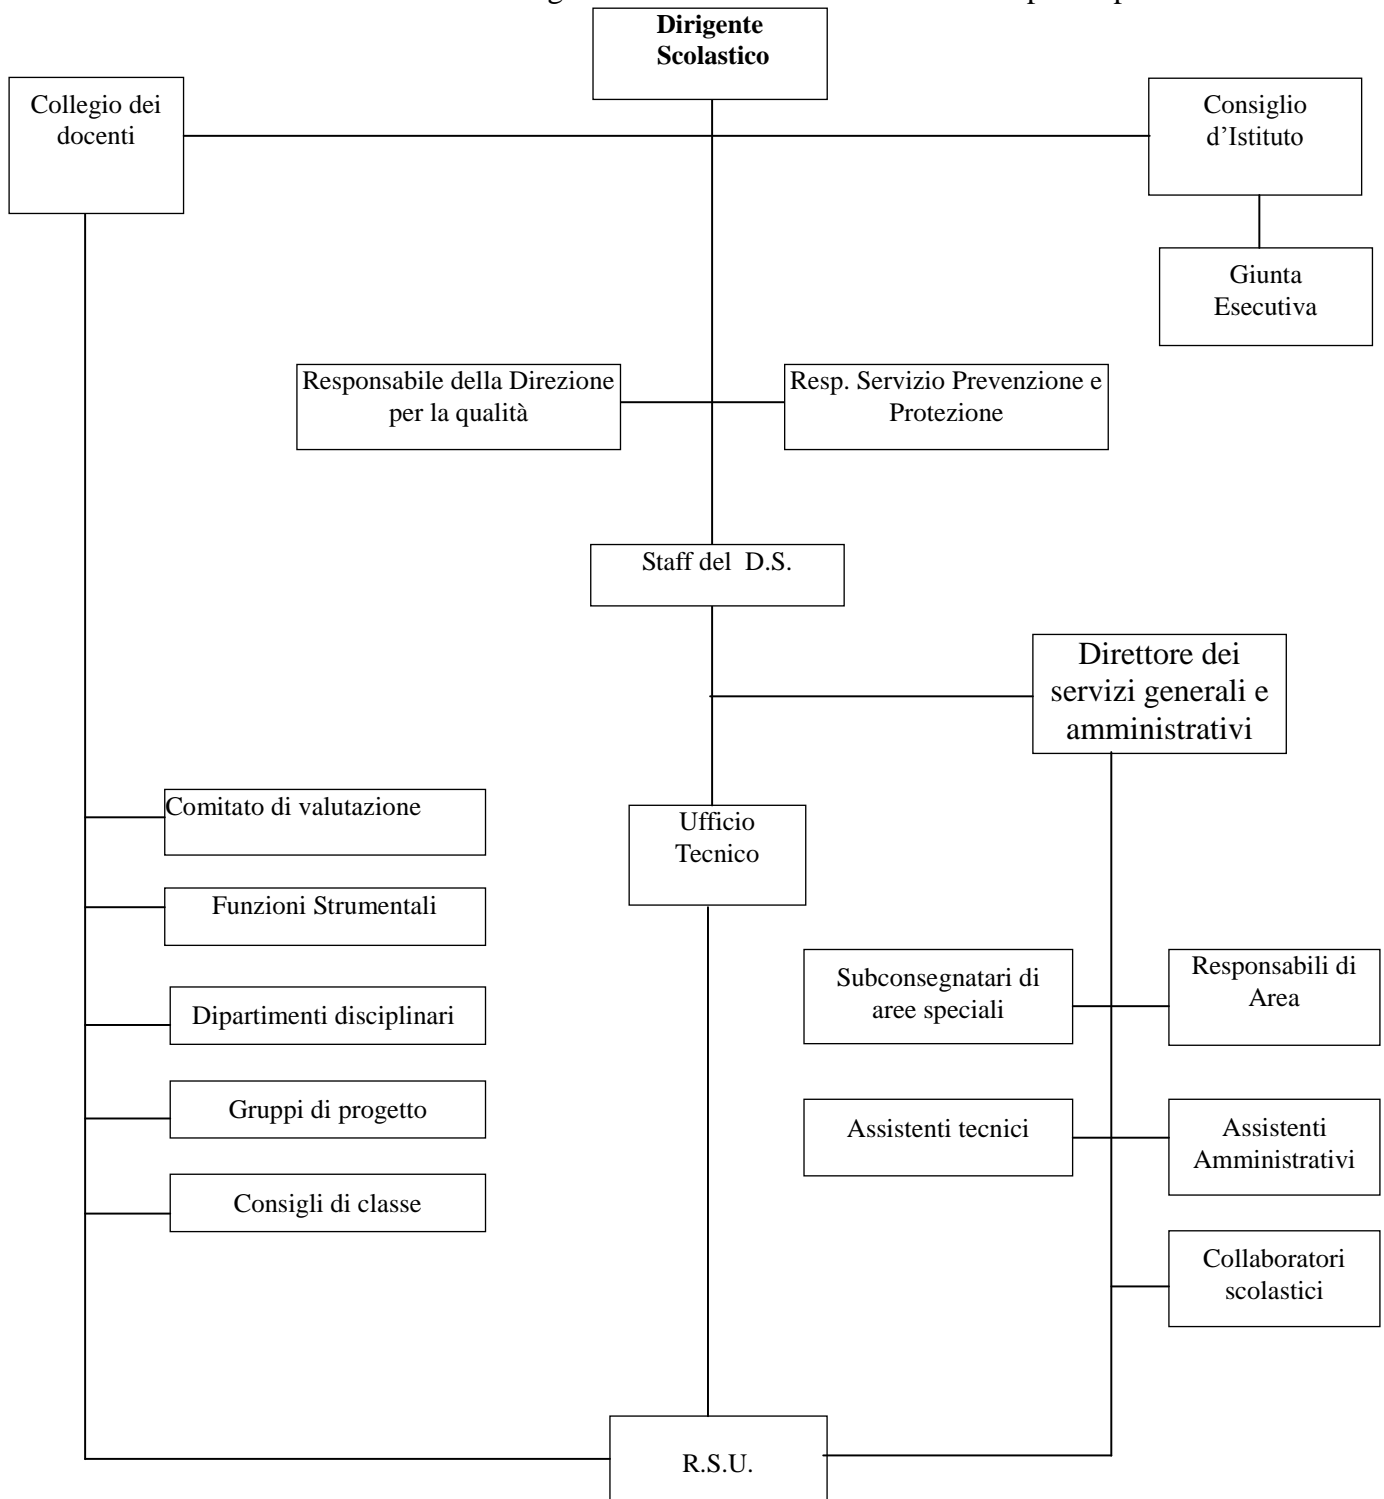 Dirigente
Scolastico
Collegio dei
docenti
Consiglio
d’Istituto
Giunta
Esecutiva
Responsabile della Direzione
per la qualità
Resp. Servizio Prevenzione e
Protezione
Staff del D.S.
Direttore dei
servizi generali e
amministrativi
Comitato di valutazione
Ufficio
Tecnico
Funzioni Strumentali
Subconsegnatari di
aree speciali
Responsabili di
Area
Dipartimenti disciplinari
Gruppi di progetto
Assistenti tecnici
Assistenti
Amministrativi
Consigli di classe
Collaboratori
scolastici
R.S.U.